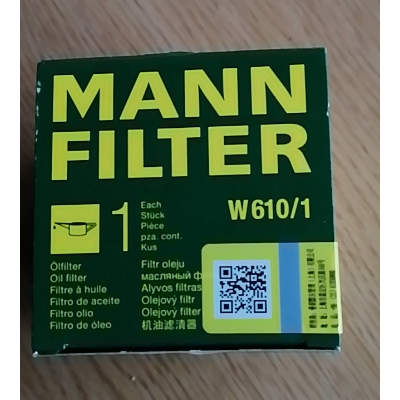 MANN
FILTER
1
Each
Stück
Pièce
pza. cont.
Kus
W610/1
Ölfilter
Oil filter
Filtre à huile
Filtro de aceite
Filtro olio
Filtro de óleo
Filtr oleju
масляный ф
Alyvos filtras
Olejový filtr
Olejový filter
机油滤清器